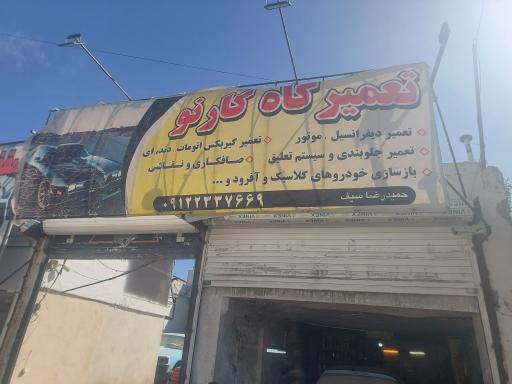 تعمیرگاه کارنو
تعمیر دیفرانسیل . موتور
تعمیر گیربکس اتومات ، دنده ای
تعمیر جلوبندی و سیستم تعلیق
صافکاری و نقاشی
بازسازی خودروهای کلاسیک و آفرود و ...
حمیدرضا سیف
۰۹۱۲۲۲۳۷۶۶۹